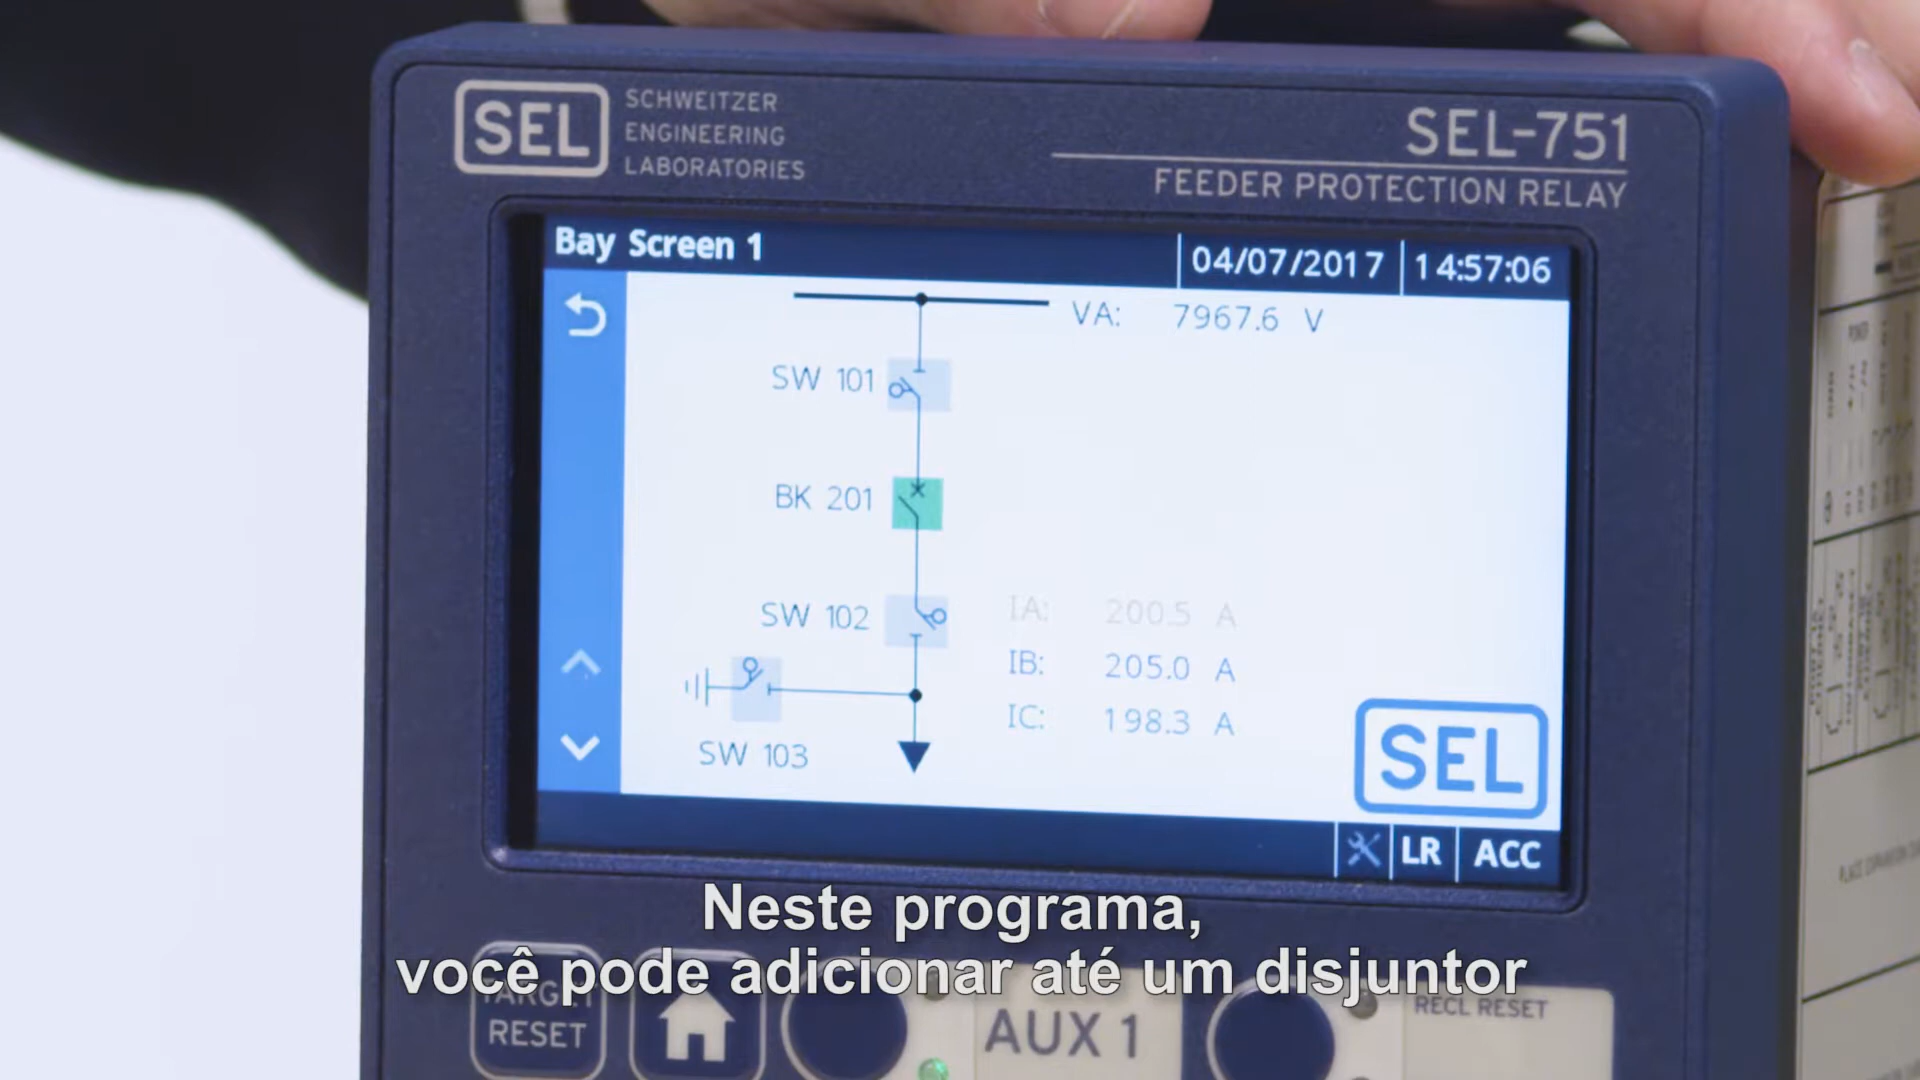 SEL
SCHWEITZER
ENGINEERING
LABORATORIES
SEL-751
FEEDER PROTECTION RELAY
Bay Screen 1
04/07/2017
14:57:06
VA: 7967.6 V
SW 101
BK 201
SW 102
IA: 200.5 A
IB: 205.0 A
IC: 198.3 A
SW 103
SEL
LR
ACC
Neste programa,
você pode adicionar até um disjuntor
TARGET
RESET
AUX 1
RECL RESET